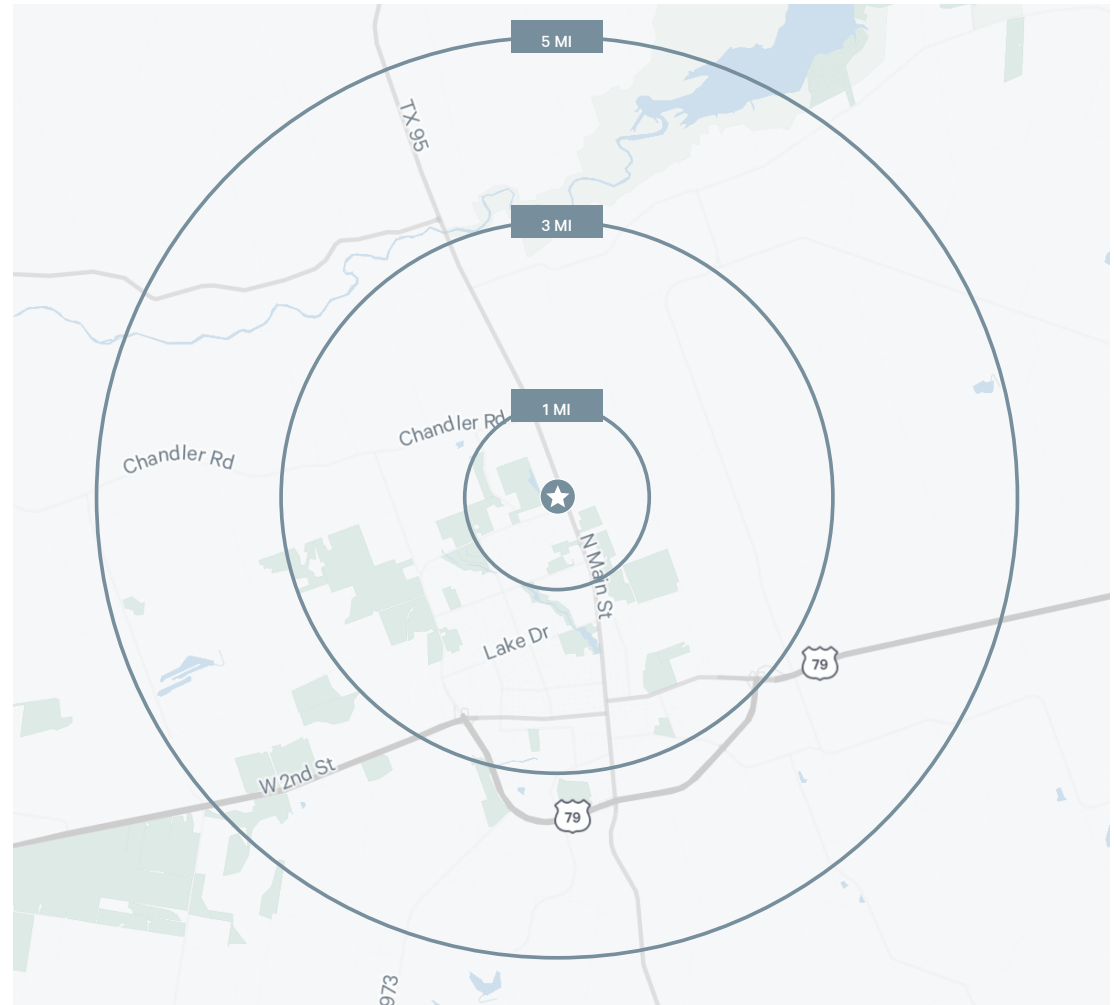 5 MI
TX 95
3 MI
1 MI
Chandler Rd
Chandler Rd
N Main St
Lake Dr
79
W 2nd St
79
973